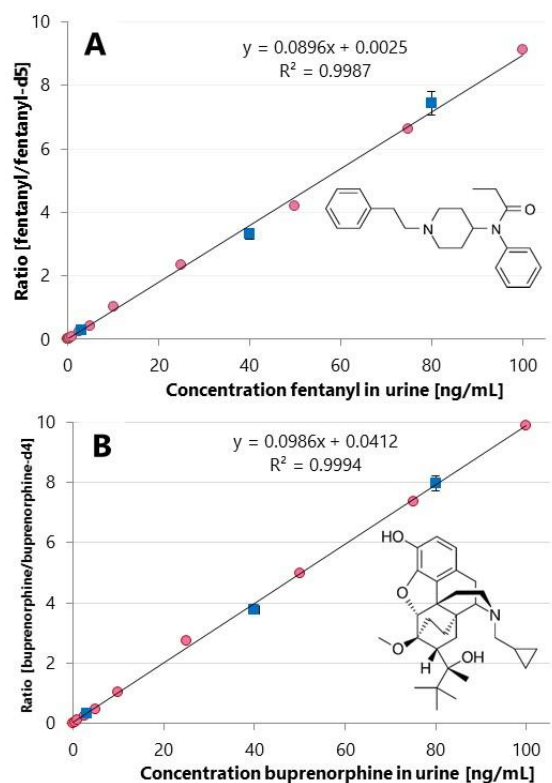 A
y = 0.0896x + 0.0025
R² = 0.9987
Ratio [fentanyl/fentanyl-d5]
10
8
6
4
2
0
N
N
O
0 20 40 60 80 100
Concentration fentanyl in urine [ng/mL]
B
y = 0.0986x + 0.0412
R² = 0.9994
Ratio [buprenorphine/buprenorphine-d4]
10
8
6
4
2
0
HO
O
N
O
H
OH
0 20 40 60 80 100
Concentration buprenorphine in urine [ng/mL]